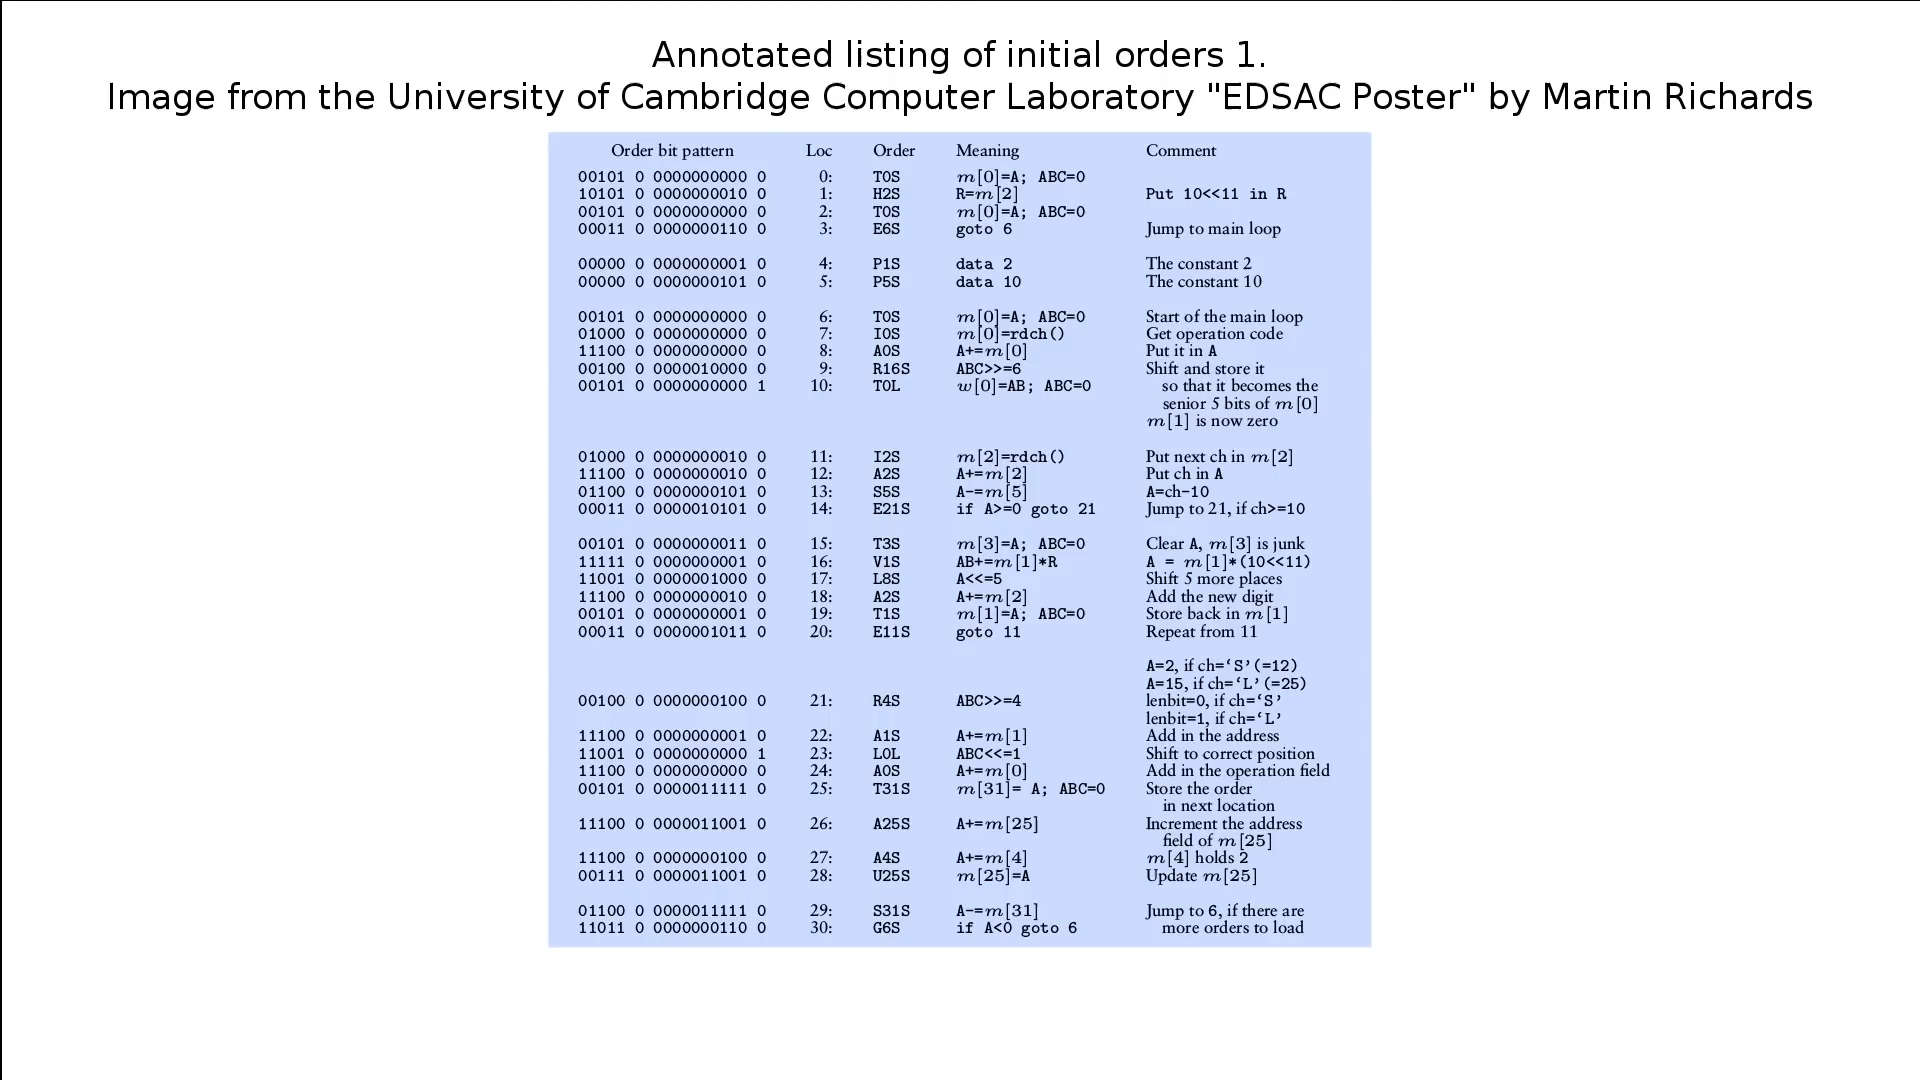 Annotated listing of initial orders 1.
Image from the University of Cambridge Computer Laboratory "EDSAC Poster" by Martin Richards
Order bit pattern Loc Order Meaning Comment
00101 0 0000000000 0 0: T0S m[0]=A; ABC=0
10101 0 0000000010 0 1: H2S R=m[2] Put 10<<11 in R
00101 0 0000000000 0 2: T0S m[0]=A; ABC=0
00011 0 0000000110 0 3: E6S goto 6 Jump to main loop
00000 0 0000000001 0 4: P1S data 2 The constant 2
00000 0 0000000101 0 5: P5S data 10 The constant 10
00101 0 0000000000 0 6: T0S m[0]=A; ABC=0 Start of the main loop
01000 0 0000000000 0 7: I0S m[0]=rdch() Get operation code
11100 0 0000000000 0 8: A0S A+=m[0] Put it in A
00100 0 0000010000 0 9: R16S ABC>>=6 Shift and store it
00101 0 0000000000 1 10: T0L w[0]=AB; ABC=0 so that it becomes the
senior 5 bits of m[0]
m[1] is now zero
01000 0 0000000010 0 11: I2S m[2]=rdch() Put next ch in m[2]
11100 0 0000000010 0 12: A2S A+=m[2] Put ch in A
01100 0 0000000101 0 13: S5S A-=m[5] A=ch-10
00011 0 0000010101 0 14: E21S if A>=0 goto 21 Jump to 21, if ch>=10
00101 0 0000000011 0 15: T3S m[3]=A; ABC=0 Clear A, m[3] is junk
11111 0 0000000001 0 16: V1S AB+=m[1]*R A = m[1]*(10<<11)
11001 0 0000001000 0 17: L8S A<<=5 Shift 5 more places
11100 0 0000000010 0 18: A2S A+=m[2] Add the new digit
00101 0 0000000001 0 19: T1S m[1]=A; ABC=0 Store back in m[1]
00011 0 0000001011 0 20: E11S goto 11 Repeat from 11
A=2, if ch=‘S’(=12)
A=15, if ch=‘L’(=25)
00100 0 0000000100 0 21: R4S ABC>>=4 lenbit=0, if ch=‘S’
lenbit=1, if ch=‘L’
11100 0 0000000001 0 22: A1S A+=m[1] Add in the address
11001 0 0000000000 1 23: L0L ABC<<=1 Shift to correct position
11100 0 0000000000 0 24: A0S A+=m[0] Add in the operation field
00101 0 0000011111 0 25: T31S m[31]= A; ABC=0 Store the order
in next location
11100 0 0000011001 0 26: A25S A+=m[25] Increment the address
field of m[25]
11100 0 0000000100 0 27: A4S A+=m[4] m[4] holds 2
00111 0 0000011001 0 28: U25S m[25]=A Update m[25]
01100 0 0000011111 0 29: S31S A-=m[31] Jump to 6, if there are
11011 0 0000000110 0 30: G6S if A<0 goto 6 more orders to load